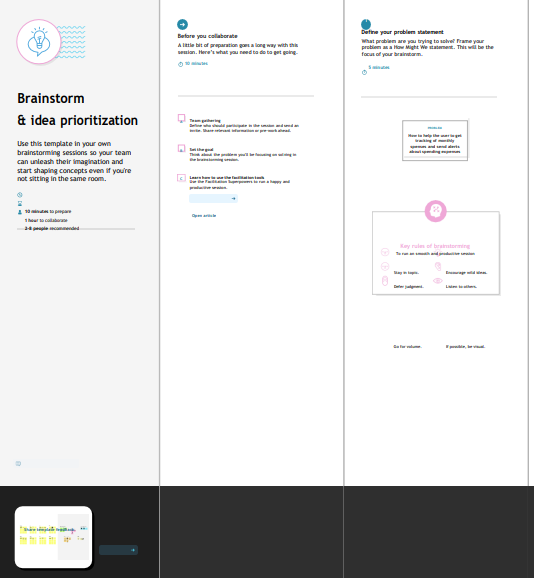 Brainstorm
& idea prioritization
Use this template in your own
brainstorming sessions so your team
can unleash their imagination and
start shaping concepts even if you're
not sitting in the same room.
10 minutes to prepare
1 hour to collaborate
2-8 people recommended
Before you collaborate
A little bit of preparation goes a long way with this
session. Here's what you need to do to get going.
10 minutes
Team gathering
Define who should participate in the session and send an
invite. Share relevant information or pre-work ahead.
Set the goal
Think about the problem you'll be focusing on solving in
the brainstorming session.
Learn how to use the facilitation tools
Use the Facilitation Superpowers to run a happy and
productive session.
Open article
Define your problem statement
What problem are you trying to solve? Frame your
problem as a How Might We statement. This will be the
focus of your brainstorm.
5 minutes
PROBLEM
How to help the user to get
tracking of monthly
spenses and send alerts
about spending expenses
Key rules of brainstorming
To run an smooth and productive session
Stay in topic.
Encourage wild ideas.
Defer judgment.
Listen to others.
Go for volume.
If possible, be visual.
Share template feedback